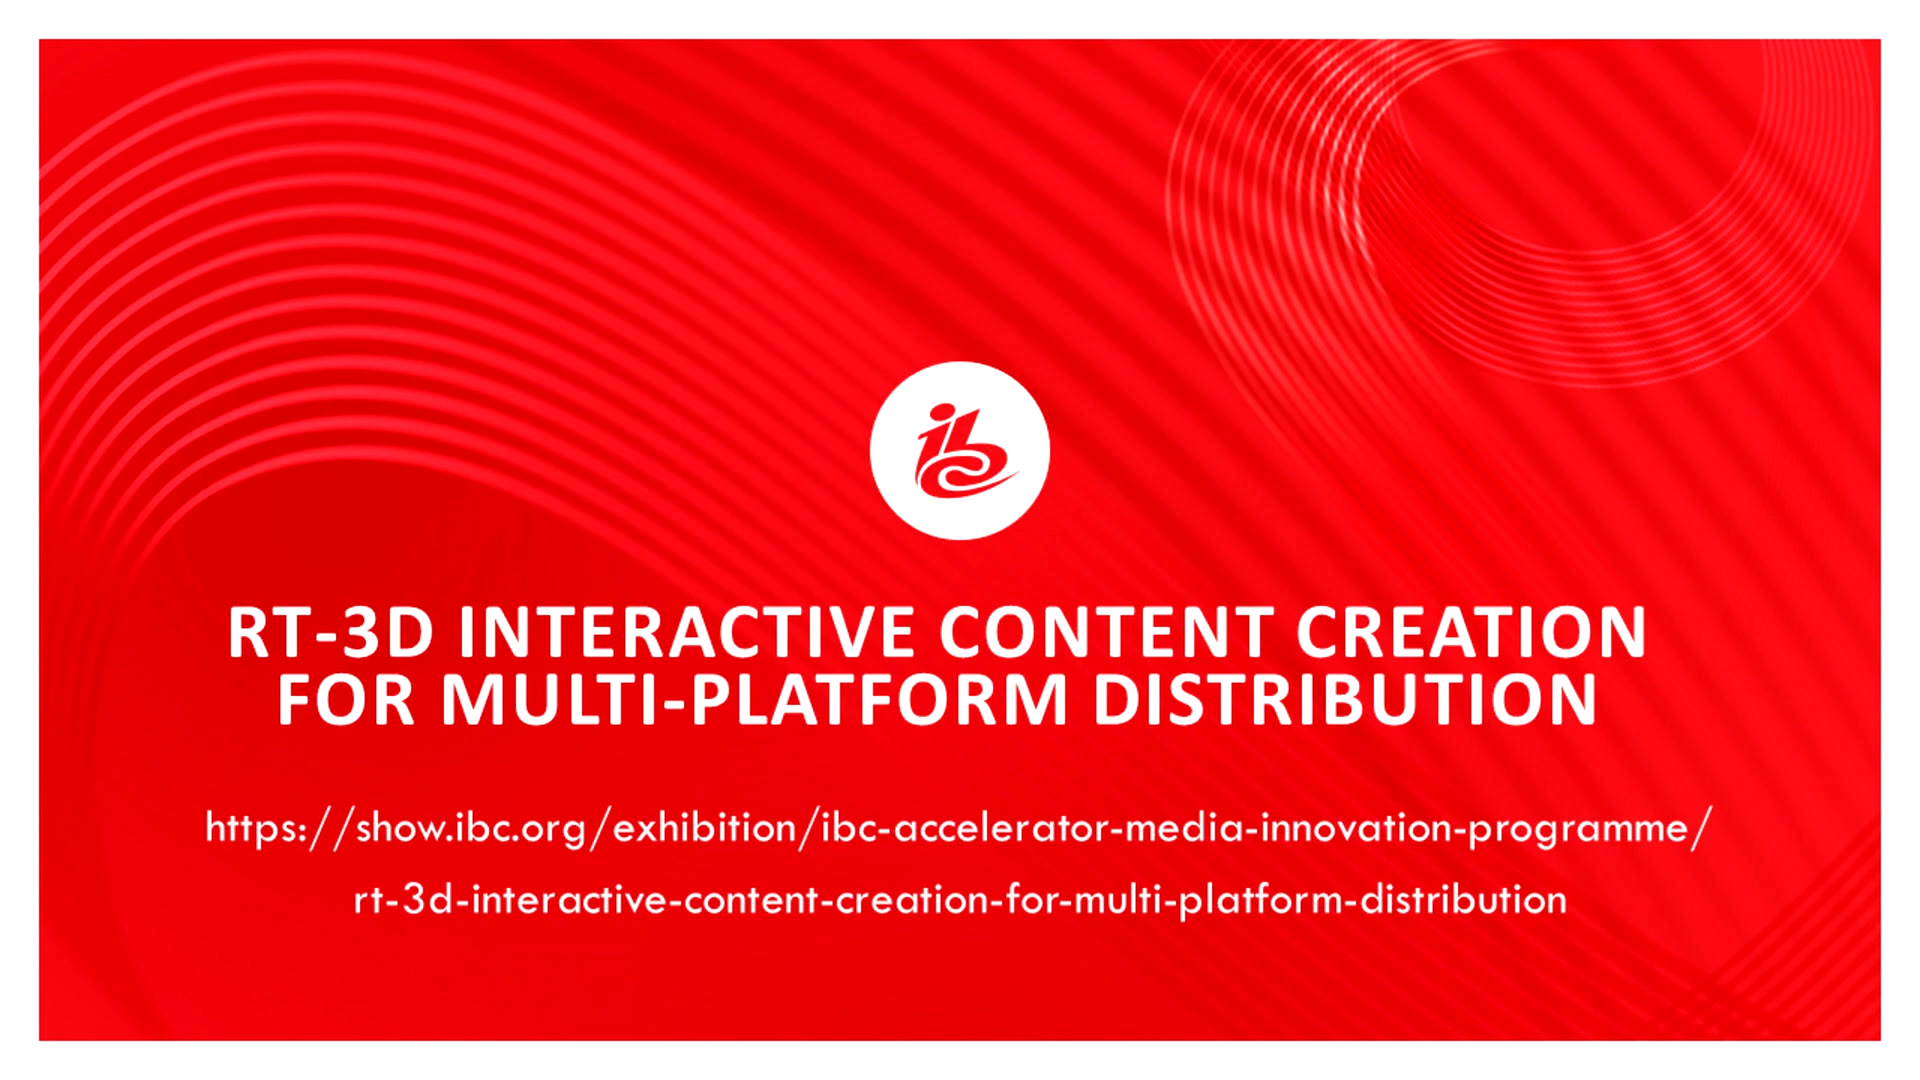 ibc
RT-3D INTERACTIVE CONTENT CREATION
FOR MULTI-PLATFORM DISTRIBUTION
https://show.ibc.org/exhibition/ibc-accelerator-media-innovation-programme/
rt-3d-interactive-content-creation-for-multi-platform-distribution